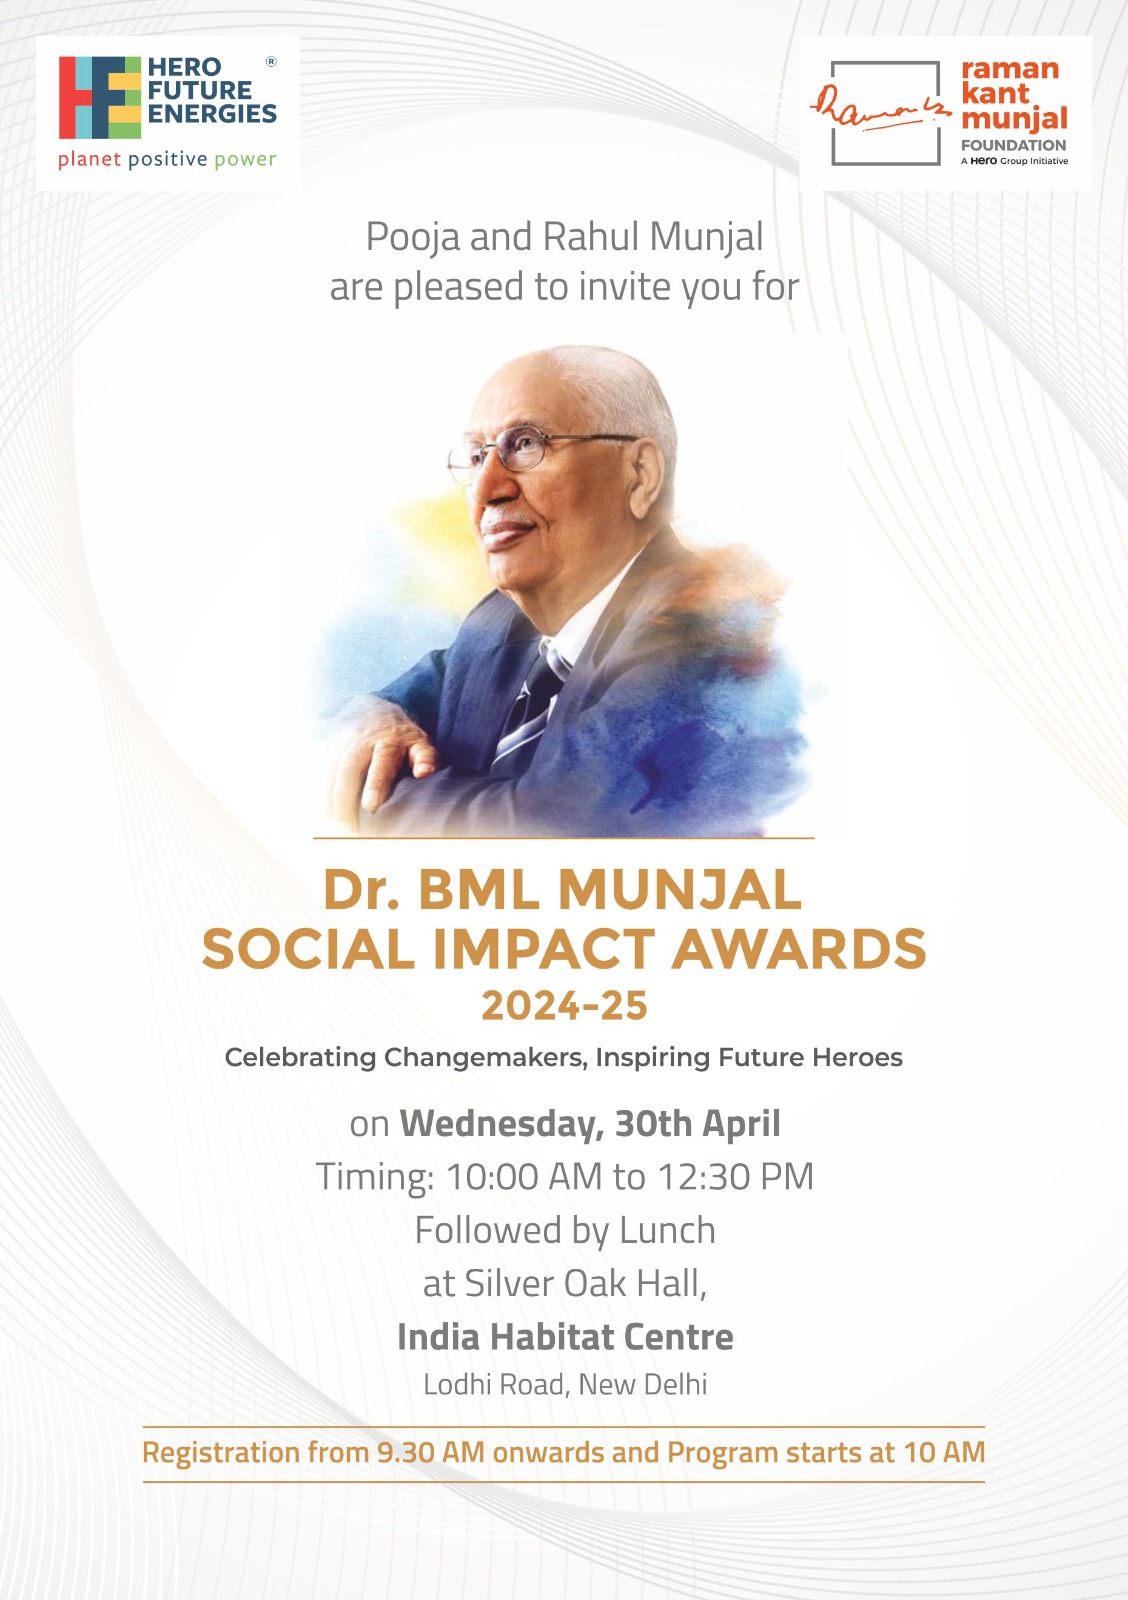 HERO
FUTURE
ENERGIES
®
planet positive power
Ramankz
raman
kant
munjal
FOUNDATION
A Hero Group Initiative
Pooja and Rahul Munjal
are pleased to invite you for
Dr. BML MUNJAL
SOCIAL IMPACT AWARDS
2024-25
Celebrating Changemakers, Inspiring Future Heroes
on Wednesday, 30th April
Timing: 10:00 AM to 12:30 PM
Followed by Lunch
at Silver Oak Hall,
India Habitat Centre
Lodhi Road, New Delhi
Registration from 9.30 AM onwards and Program starts at 10 AM